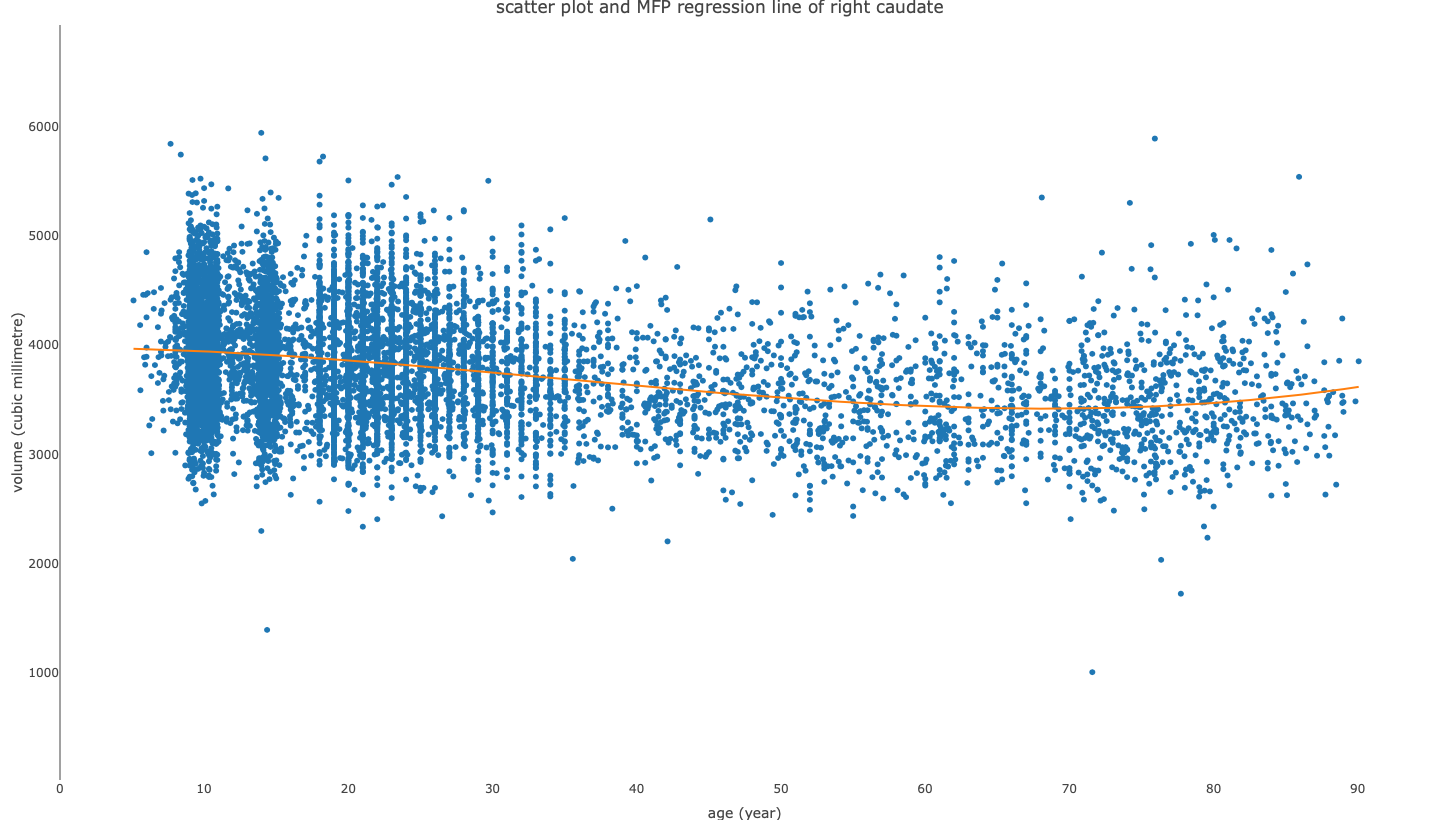 scatter plot and MFP regression line of right caudate
volume (cubic millimetre)
6000
5000
4000
3000
2000
1000
0 10 20 30 40 50 60 70 80 90
age (year)